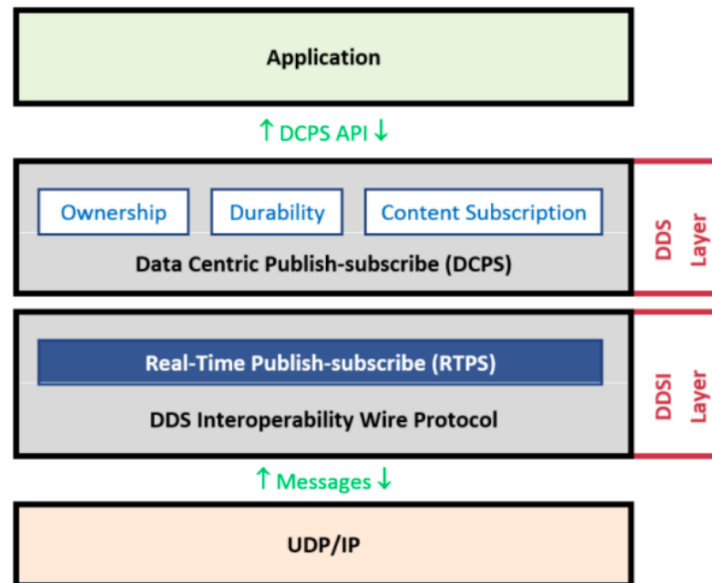 Application
↑ DCPS API ↓
Ownership
Durability
Content Subscription
Data Centric Publish-subscribe (DCPS)
DDS
Layer
Real-Time Publish-subscribe (RTPS)
DDS Interoperability Wire Protocol
DDSI
Layer
↑ Messages ↓
UDP/IP